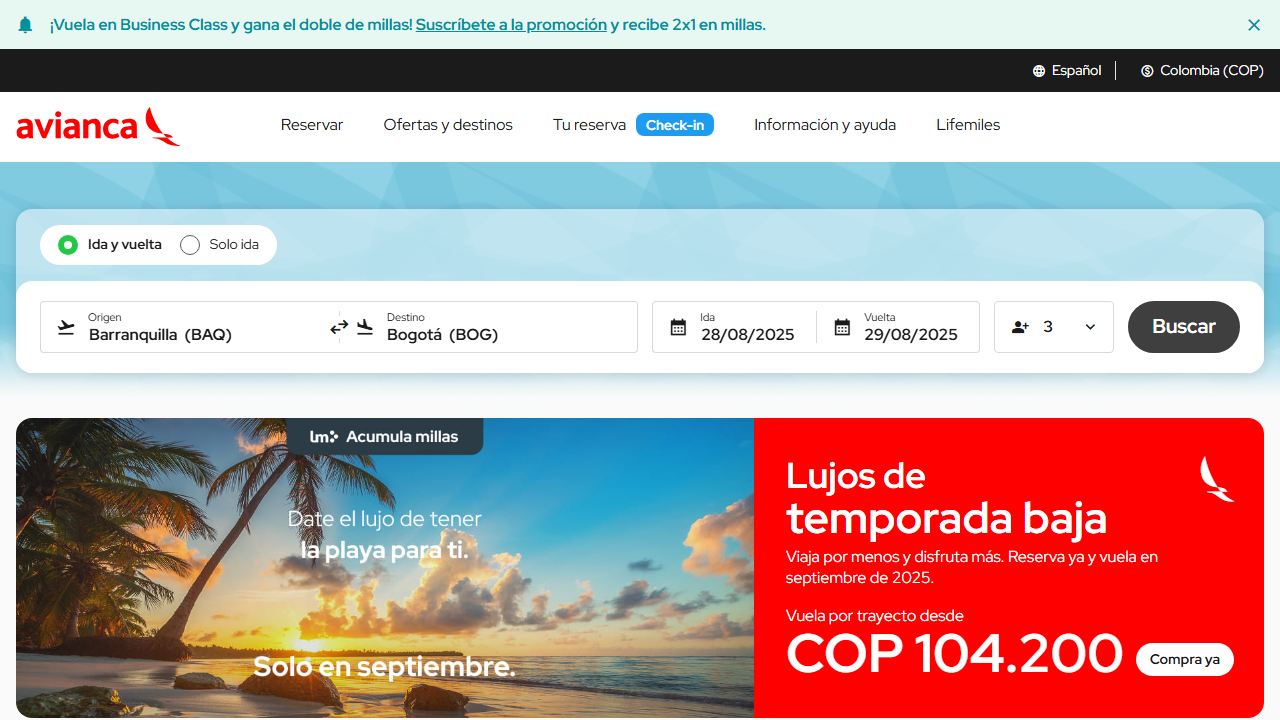 ¡Vuela en Business Class y gana el doble de millas! Suscríbete a la promoción y recibe 2x1 en millas.
Español
Colombia (COP)
avianca
Reservar
Ofertas y destinos
Tu reserva
Check-in
Información y ayuda
Lifemiles
Ida y vuelta
Solo ida
Origen
Barranquilla (BAQ)
Destino
Bogotá (BOG)
Ida
28/08/2025
Vuelta
29/08/2025
3
Buscar
lm Acumula millas
Date el lujo de tener
la playa para ti.
Solo en septiembre.
Lujos de
temporada baja
Viaja por menos y disfruta más. Reserva ya y vuela en
septiembre de 2025.
Vuela por trayecto desde
COP 104.200
Compra ya